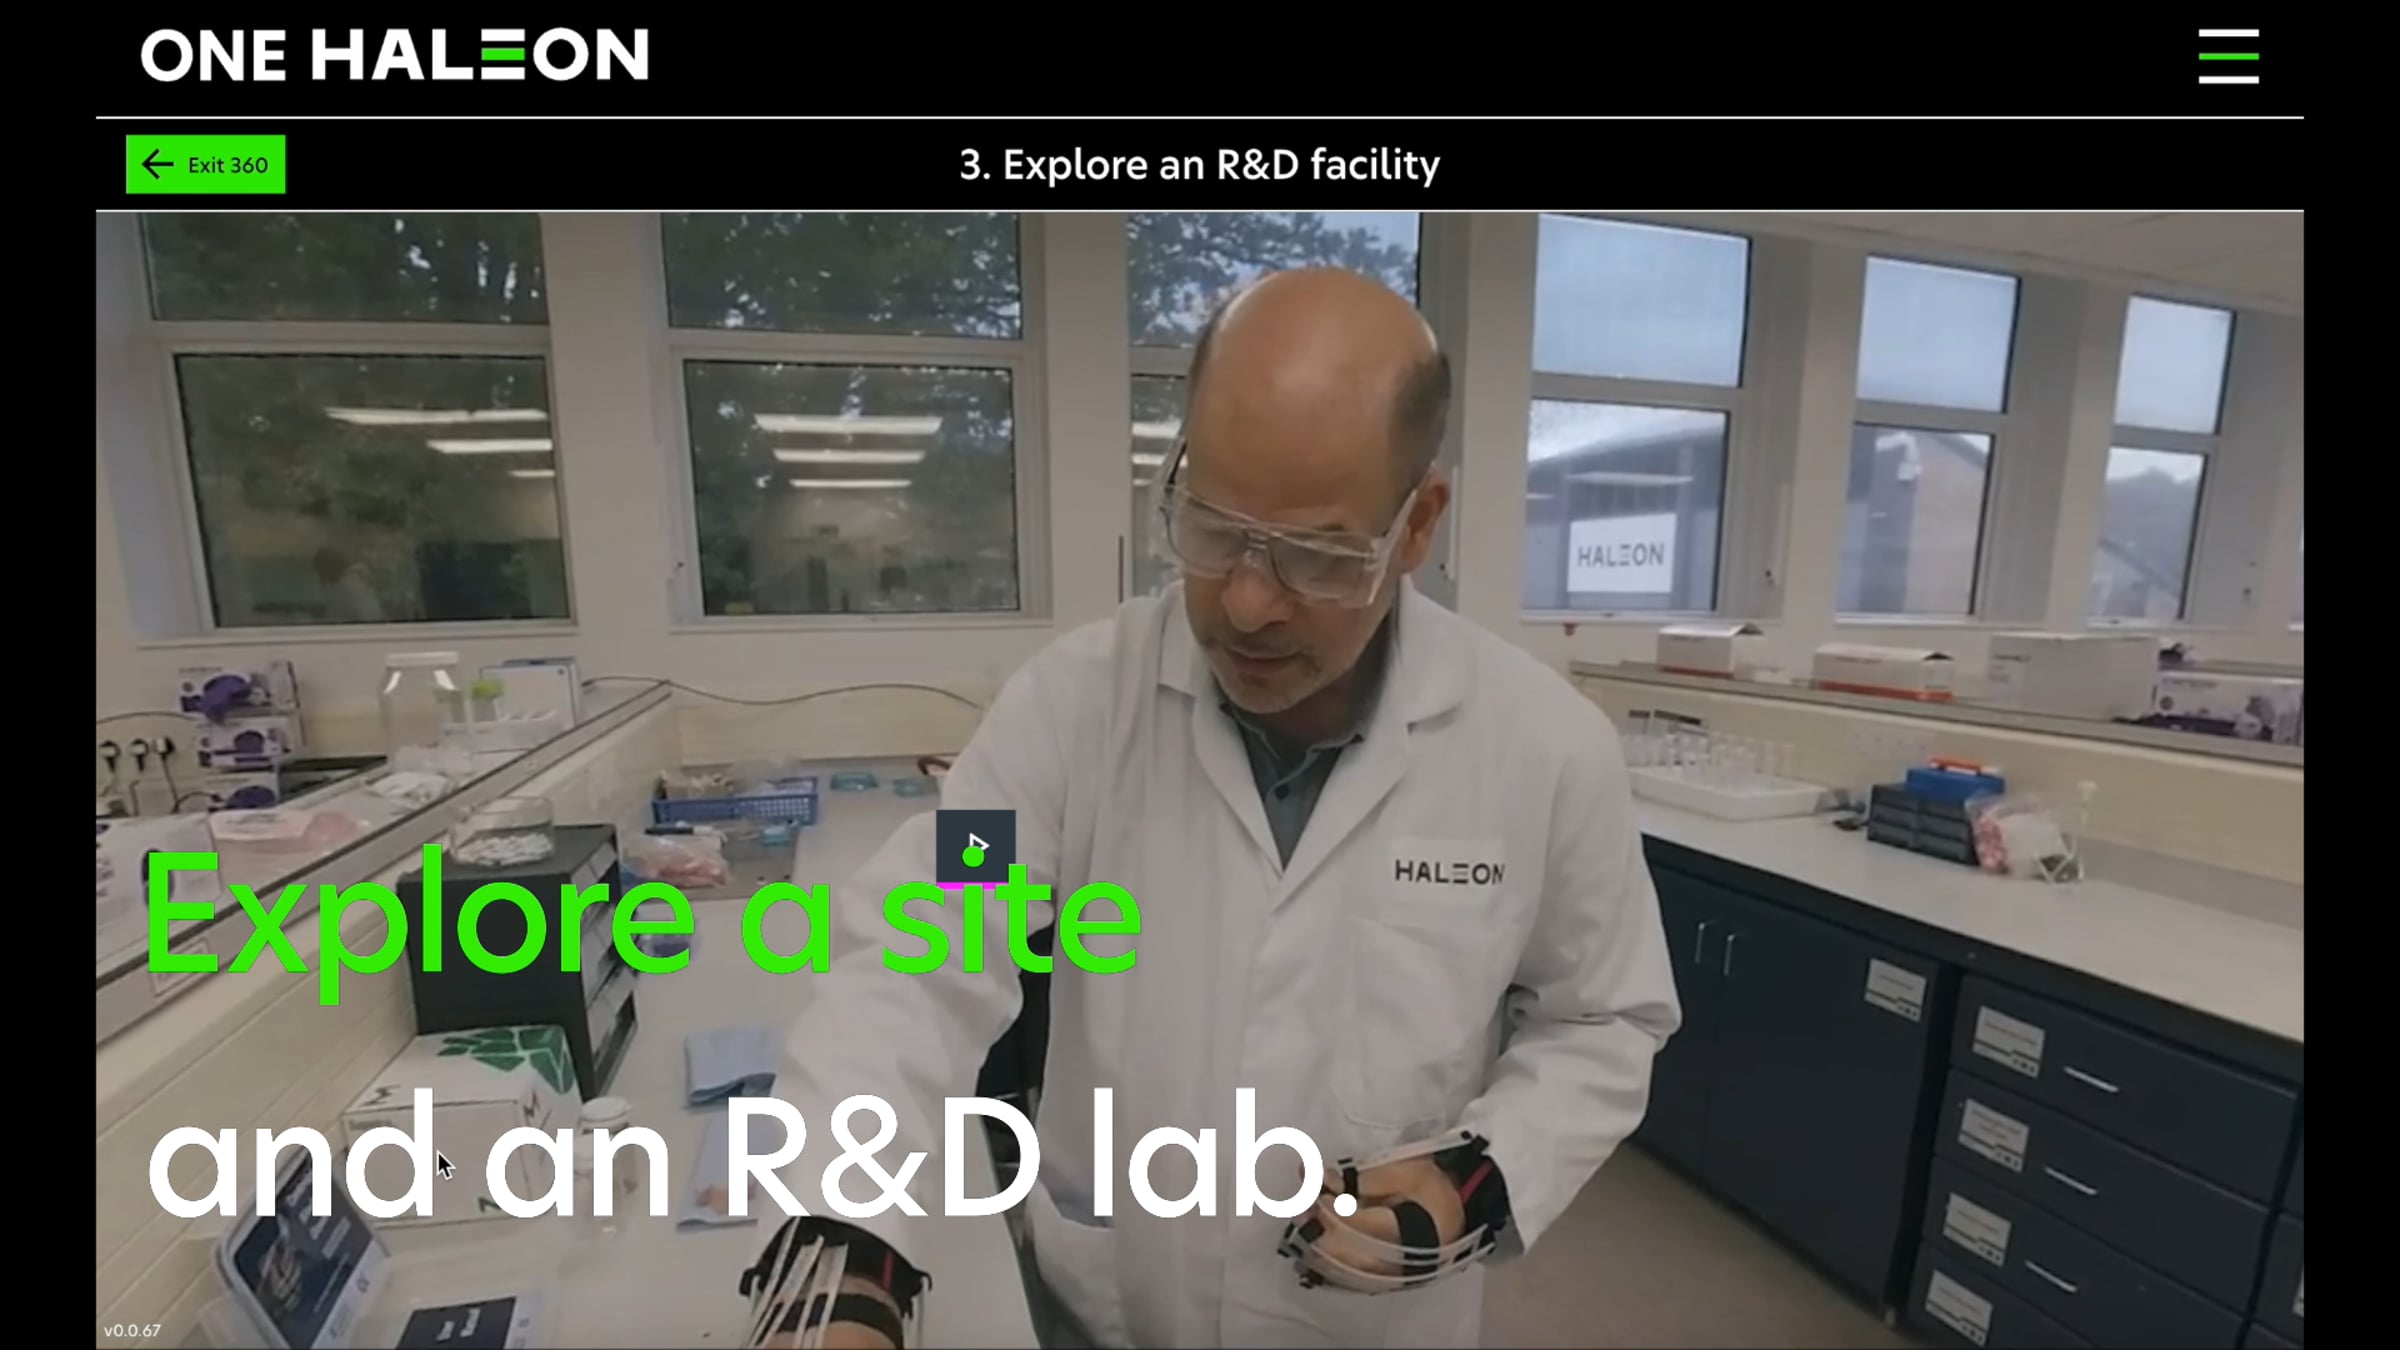 ONE HALEON
Exit 360
3. Explore an R&D facility
HALEON
HALEON
Explore a site
and an R&D lab.
v0.0.67